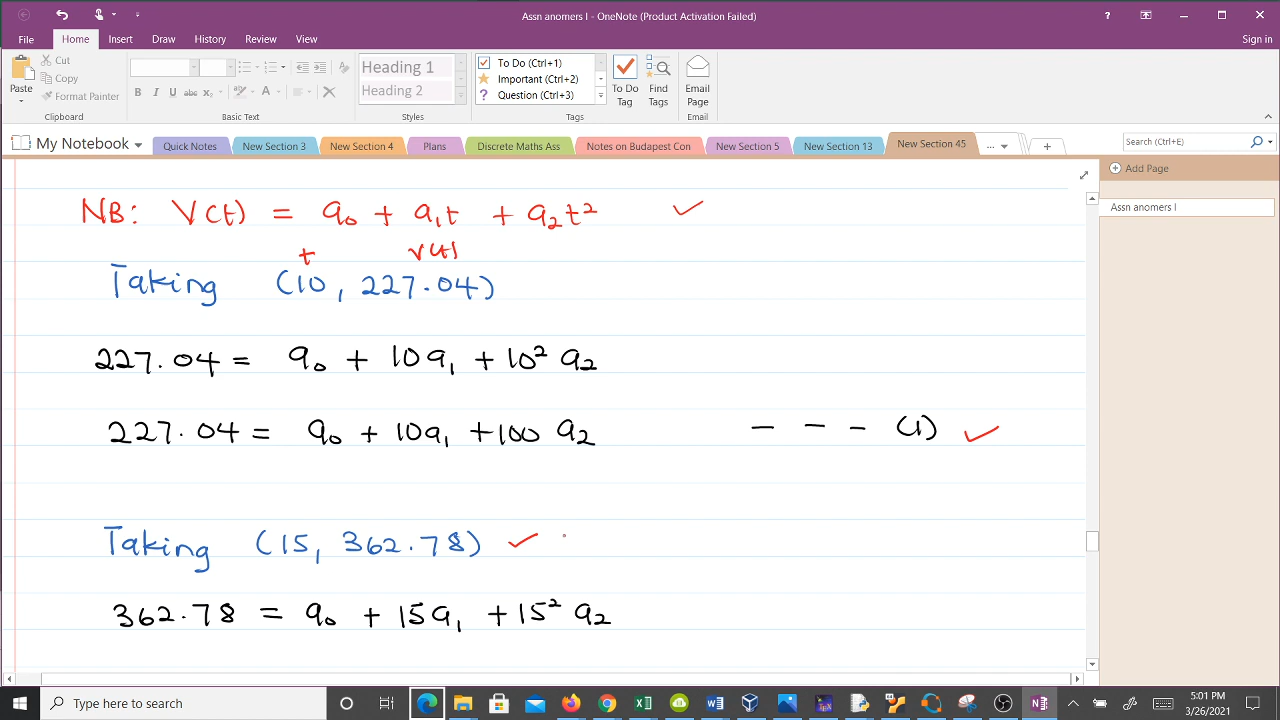 Assn anomers I - OneNote (Product Activation Failed)
?
File Home Insert Draw History Review View Sign in
Paste Cut Copy Format Painter
Clipboard
B I U abc x₂ A
Basic Text
Heading 1
Heading 2
Styles
To Do (Ctrl+1)
Important (Ctrl+2)
? Question (Ctrl+3)
Tags
To Do Tag
Find Tags
Email Page
Email
My Notebook Quick Notes New Section 3 New Section 4 Plans Discrete Maths Ass Notes on Budapest Con New Section 5 New Section 13 New Section 45 ... + Search (Ctrl+E)
Add Page
Assn anomers I
NB: V(t) = a₀ + a₁t + a₂t² ✓
t v(t)
Taking (10, 227.04)
227.04 = a₀ + 10a₁ + 10² a₂
227.04 = a₀ + 10a₁ + 100 a₂ - - - (1) ✓
Taking (15, 362.78) ✓
362.78 = a₀ + 15a₁ + 15² a₂
Type here to search
5:01 PM
3/26/2021